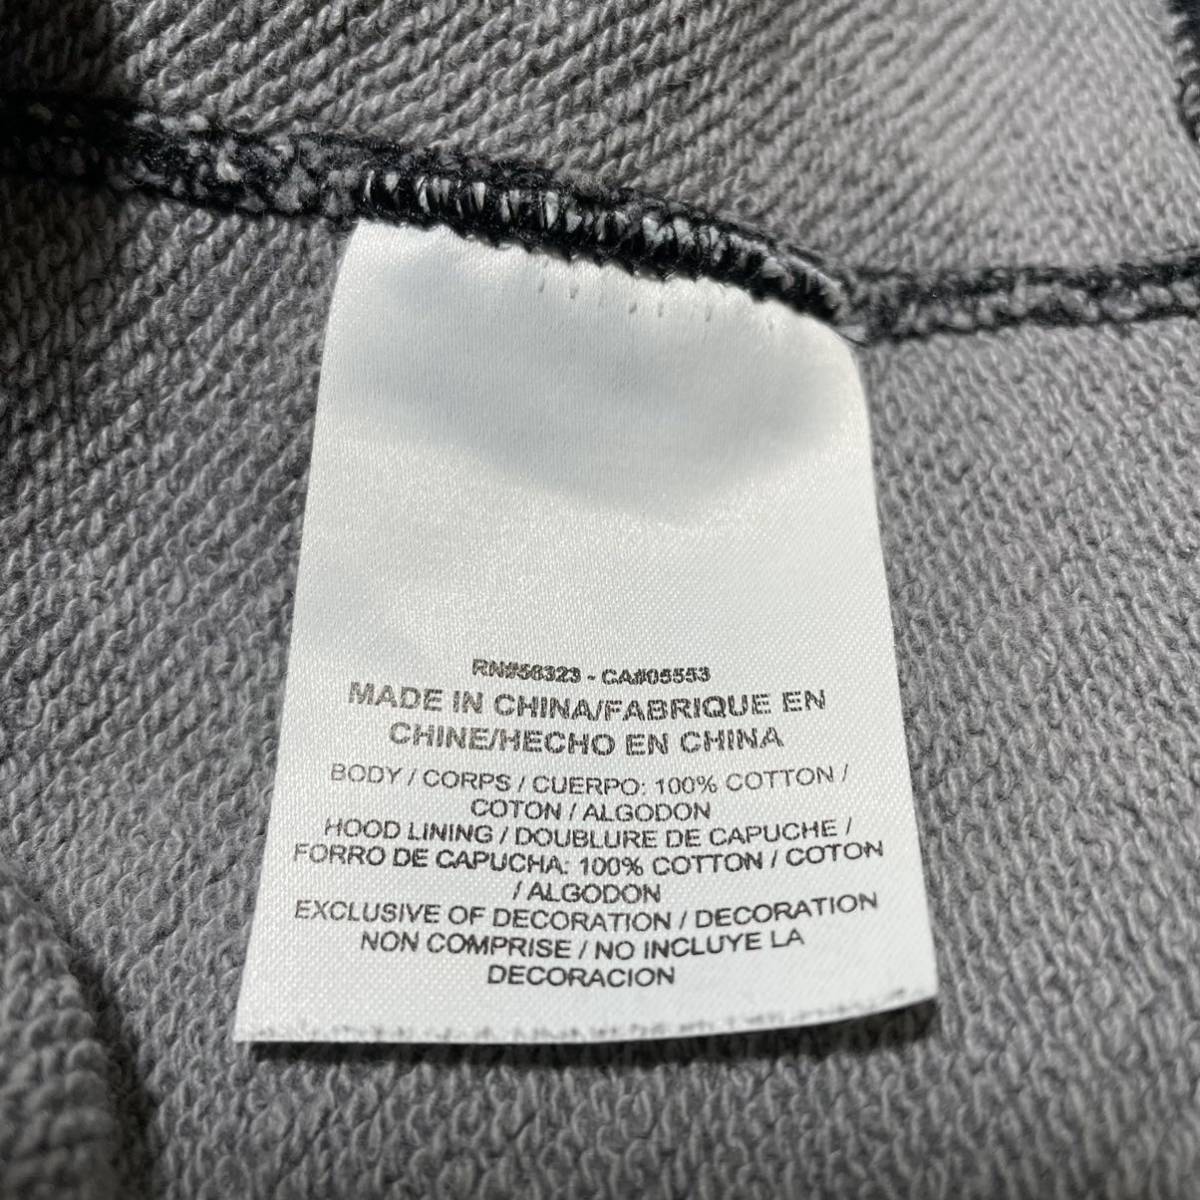 RN#56323 - CA#05553
MADE IN CHINA/FABRIQUE EN
CHINE/HECHO EN CHINA
BODY / CORPS / CUERPO: 100% COTTON /
COTON / ALGODON
HOOD LINING / DOUBLURE DE CAPUCHE /
FORRO DE CAPUCHA: 100% COTTON / COTON
/ ALGODON
EXCLUSIVE OF DECORATION / DECORATION
NON COMPRISE / NO INCLUYE LA
DECORACION